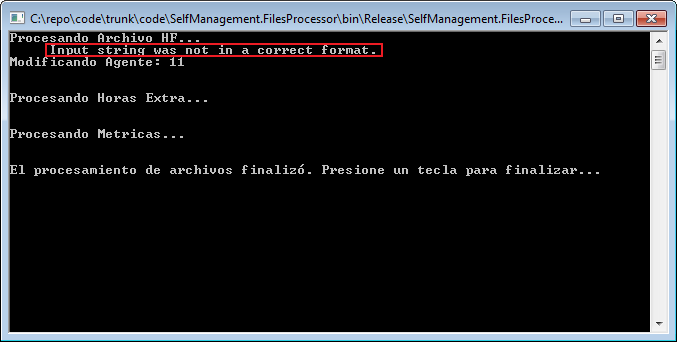 C:\repo\code\trunk\code\SelfManagement.FilesProcessor\bin\Release\SelfManagement.FilesProce...
Procesando Archivo HF...
Input string was not in a correct format.
Modificando Agente: 11
Procesando Horas Extra...
Procesando Metricas...
El procesamiento de archivos finalizó. Presione un tecla para finalizar...